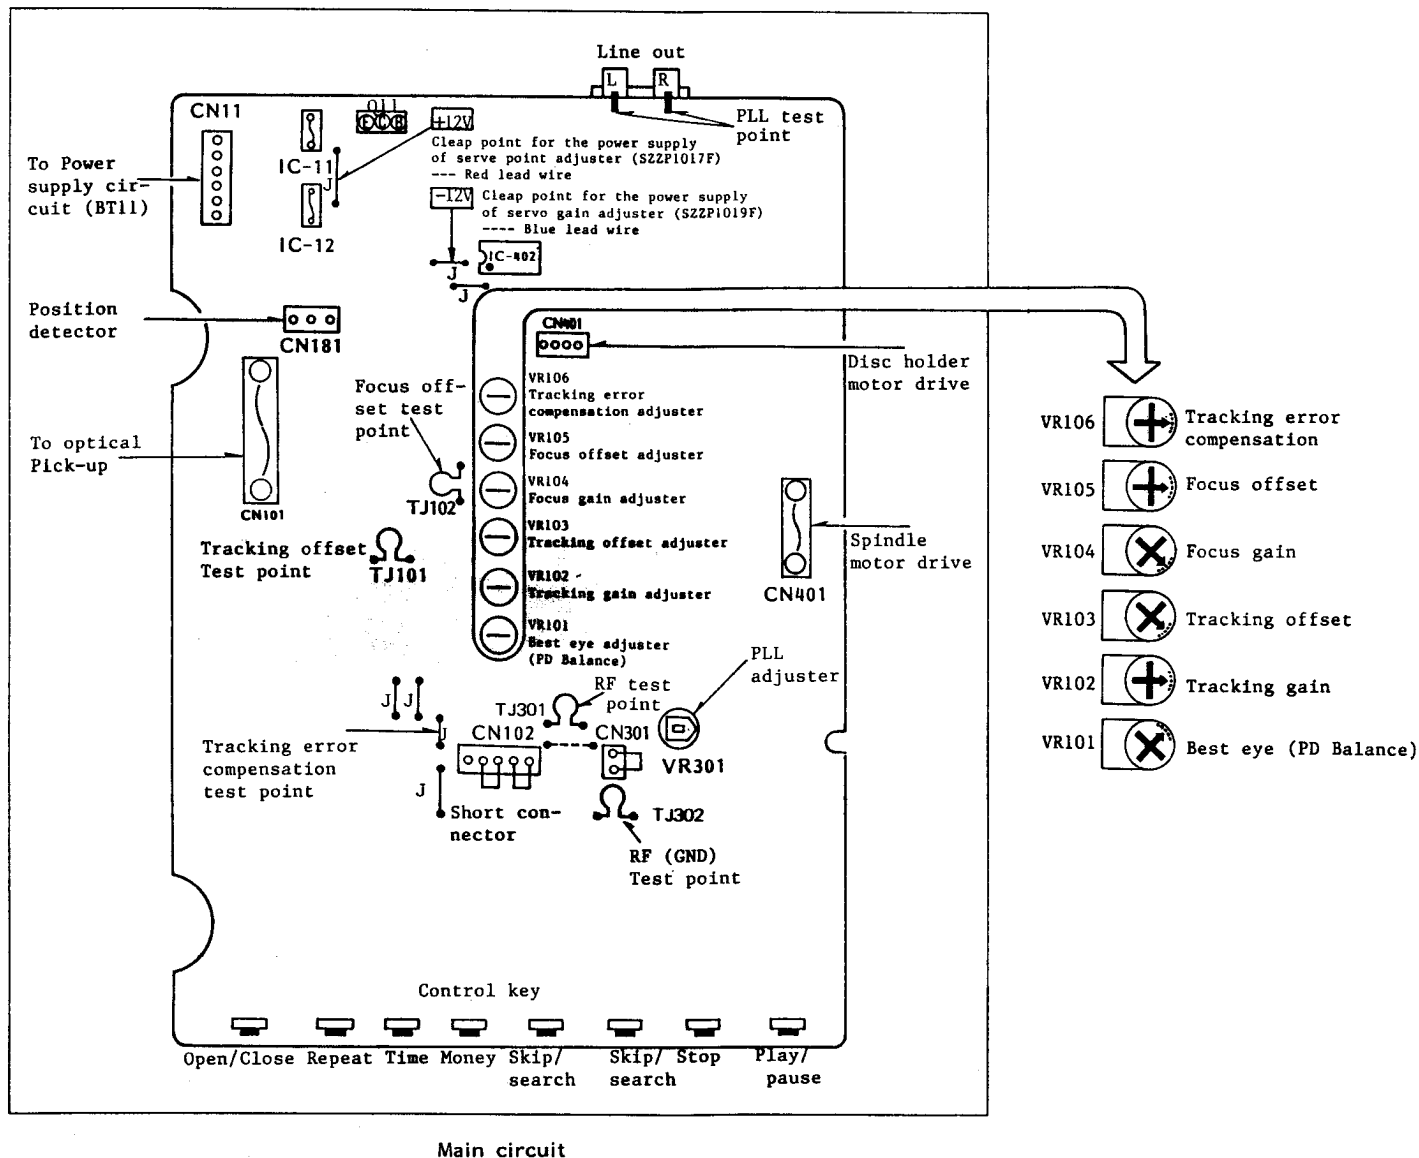 Line out
L
R
CN11
Q11
E C B
+12V
PLL test
point
Cleap point for the power supply
of serve point adjuster (SZZP1017F)
--- Red lead wire
IC-11
J
To Power
supply cir-
cuit (BT11)
-12V
Cleap point for the power supply
of servo gain adjuster (SZZP1019F)
---- Blue lead wire
IC-12
IC-402
J
J
Position
detector
CN181
CN401
Disc holder
motor drive
VR106
Tracking error
compensation adjuster
Focus off-
set test
point
VR105
Focus offset adjuster
To optical
Pick-up
VR104
Focus gain adjuster
TJ102
CN101
VR103
Tracking offset adjuster
Spindle
motor drive
Tracking offset
Test point
TJ101
VR102
Tracking gain adjuster
CN401
VR101
Best eye adjuster
(PD Balance)
PLL
adjuster
RF test
point
J
J
TJ301
J
CN102
CN301
VR301
Tracking error
compensation
test point
J
Short con-
nector
TJ302
RF (GND)
Test point
VR106
Tracking error
compensation
VR105
Focus offset
VR104
Focus gain
VR103
Tracking offset
VR102
Tracking gain
VR101
Best eye (PD Balance)
Control key
Open/Close
Repeat
Time
Money
Skip/
search
Skip/
search
Stop
Play/
pause
Main circuit